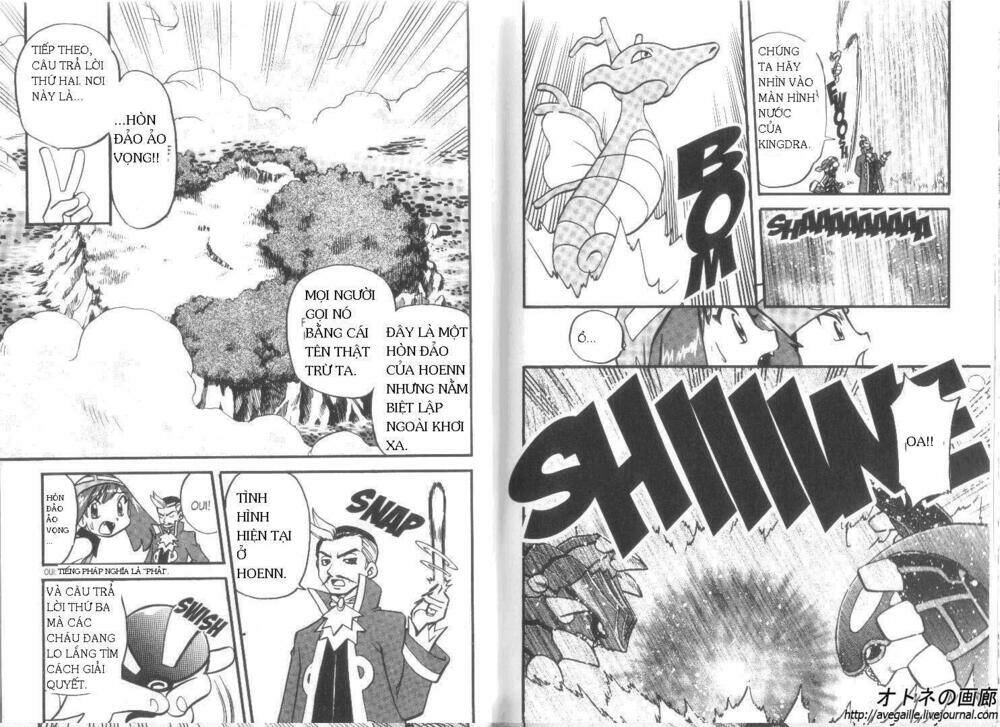 TIẾP THEO,
CÂU TRẢ LỜI
THỨ HAI. NƠI
NÀY LÀ...
...HÒN
ĐẢO ẢO
VỌNG!!
MỌI NGƯỜI
GỌI NÓ
BẰNG CÁI
TÊN THẬT
TRỪ TA.
ĐÂY LÀ MỘT
HÒN ĐẢO
CỦA HOENN
NHƯNG NẰM
BIỆT LẬP
NGOÀI KHƠI
XA.
HÒN
ĐẢO
ẢO
VỌNG
...
OUI!
OUI: TIẾNG PHÁP NGHĨA LÀ "PHẢI".
VÀ CÂU TRẢ
LỜI THỨ BA
MÀ CÁC
CHÁU ĐANG
LO LẮNG TÌM
CÁCH GIẢI
QUYẾT.
SWISH
TÌNH
HÌNH
HIỆN TẠI
Ở
HOENN.
SNAP
BOM
CHÚNG
TA HÃY
NHÌN VÀO
MÀN HÌNH
NƯỚC
CỦA
KINGDRA.
FWOOSH
SHAAAAAAAAAA
Ồ...
SHIIIINE
OA!!
オトネの画廊
http://ayegaille.livejournal.com/